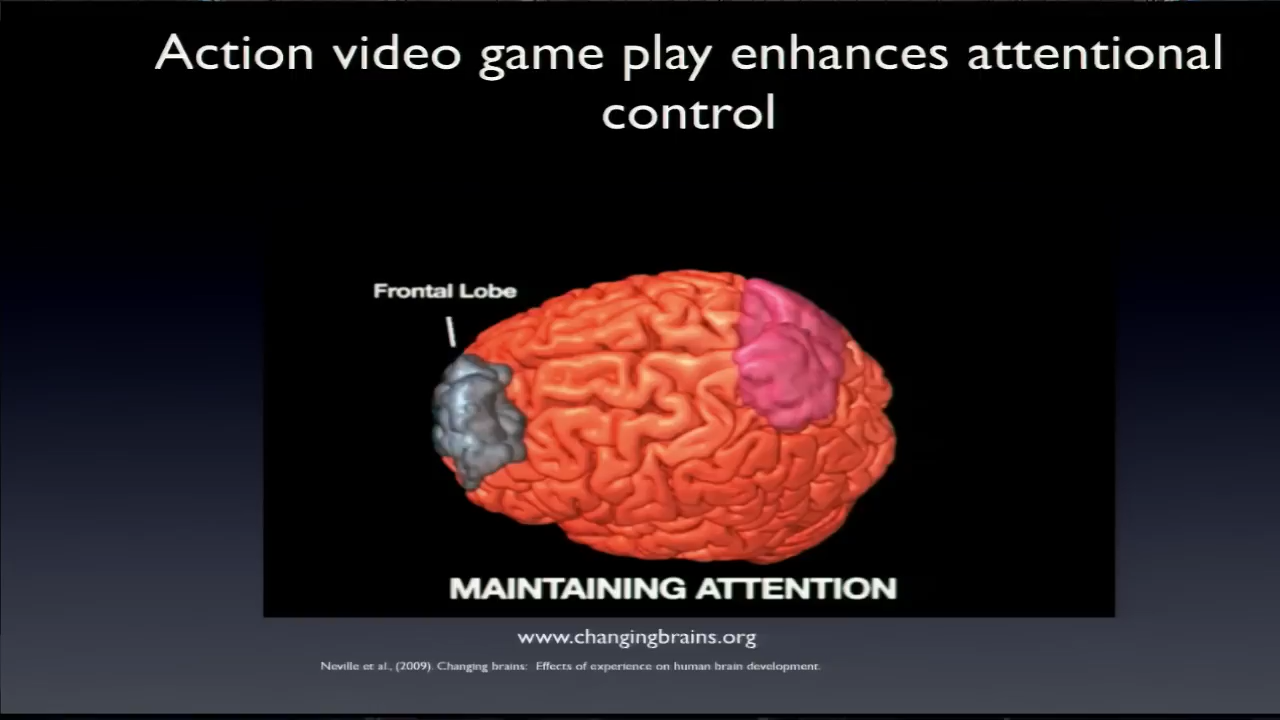 Action video game play enhances attentional
control
Frontal Lobe
MAINTAINING ATTENTION
www.changingbrains.org
Neville et al., (2009). Changing brains: Effects of experience on human brain development.